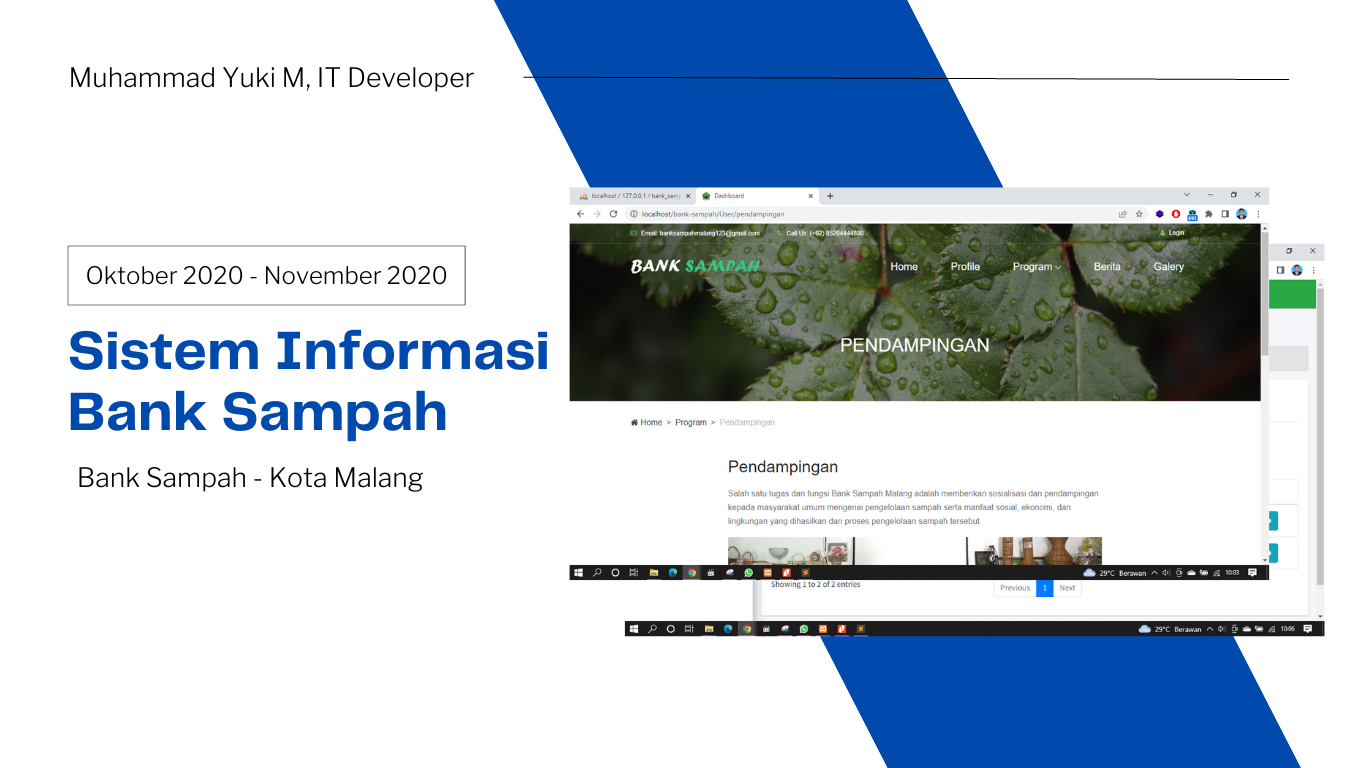 Muhammad Yuki M, IT Developer
Oktober 2020 - November 2020
Sistem Informasi
Bank Sampah
Bank Sampah - Kota Malang
localhost / 127.0.0.1 / bank_samp
Dashboard
localhost/bank-sampah/User/pendampingan
Email: banksampahmalang123@gmail.com
Call Us: (+62) 85204444886
Login
BANK SAMPAH
Home
Profile
Program
Berita
Galery
PENDAMPINGAN
Home > Program > Pendampingan
Pendampingan
Salah satu tugas dan fungsi Bank Sampah Malang adalah memberikan sosialisasi dan pendampingan
kepada masyarakat umum mengenai pengelolaan sampah serta manfaat sosial, ekonomi, dan
lingkungan yang dihasilkan dari proses pengelolaan sampah tersebut.
29°C Berawan
10:03
Showing 1 to 2 of 2 entries
Previous 1 Next
29°C Berawan
10:06